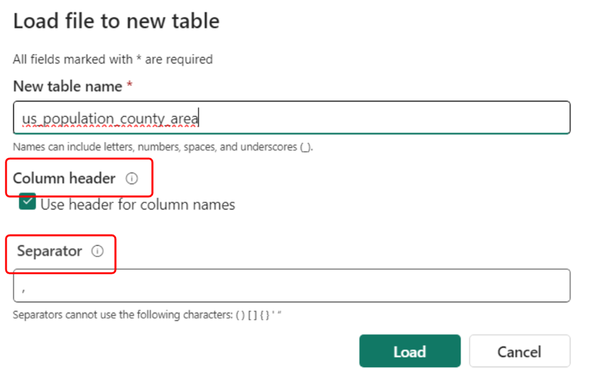 Load file to new table
All fields marked with * are required
New table name *
us_population_county_area
Names can include letters, numbers, spaces, and underscores (_).
Column header
Use header for column names
Separator
,
Separators cannot use the following characters: ( ) [ ] { } ' "
Load Cancel